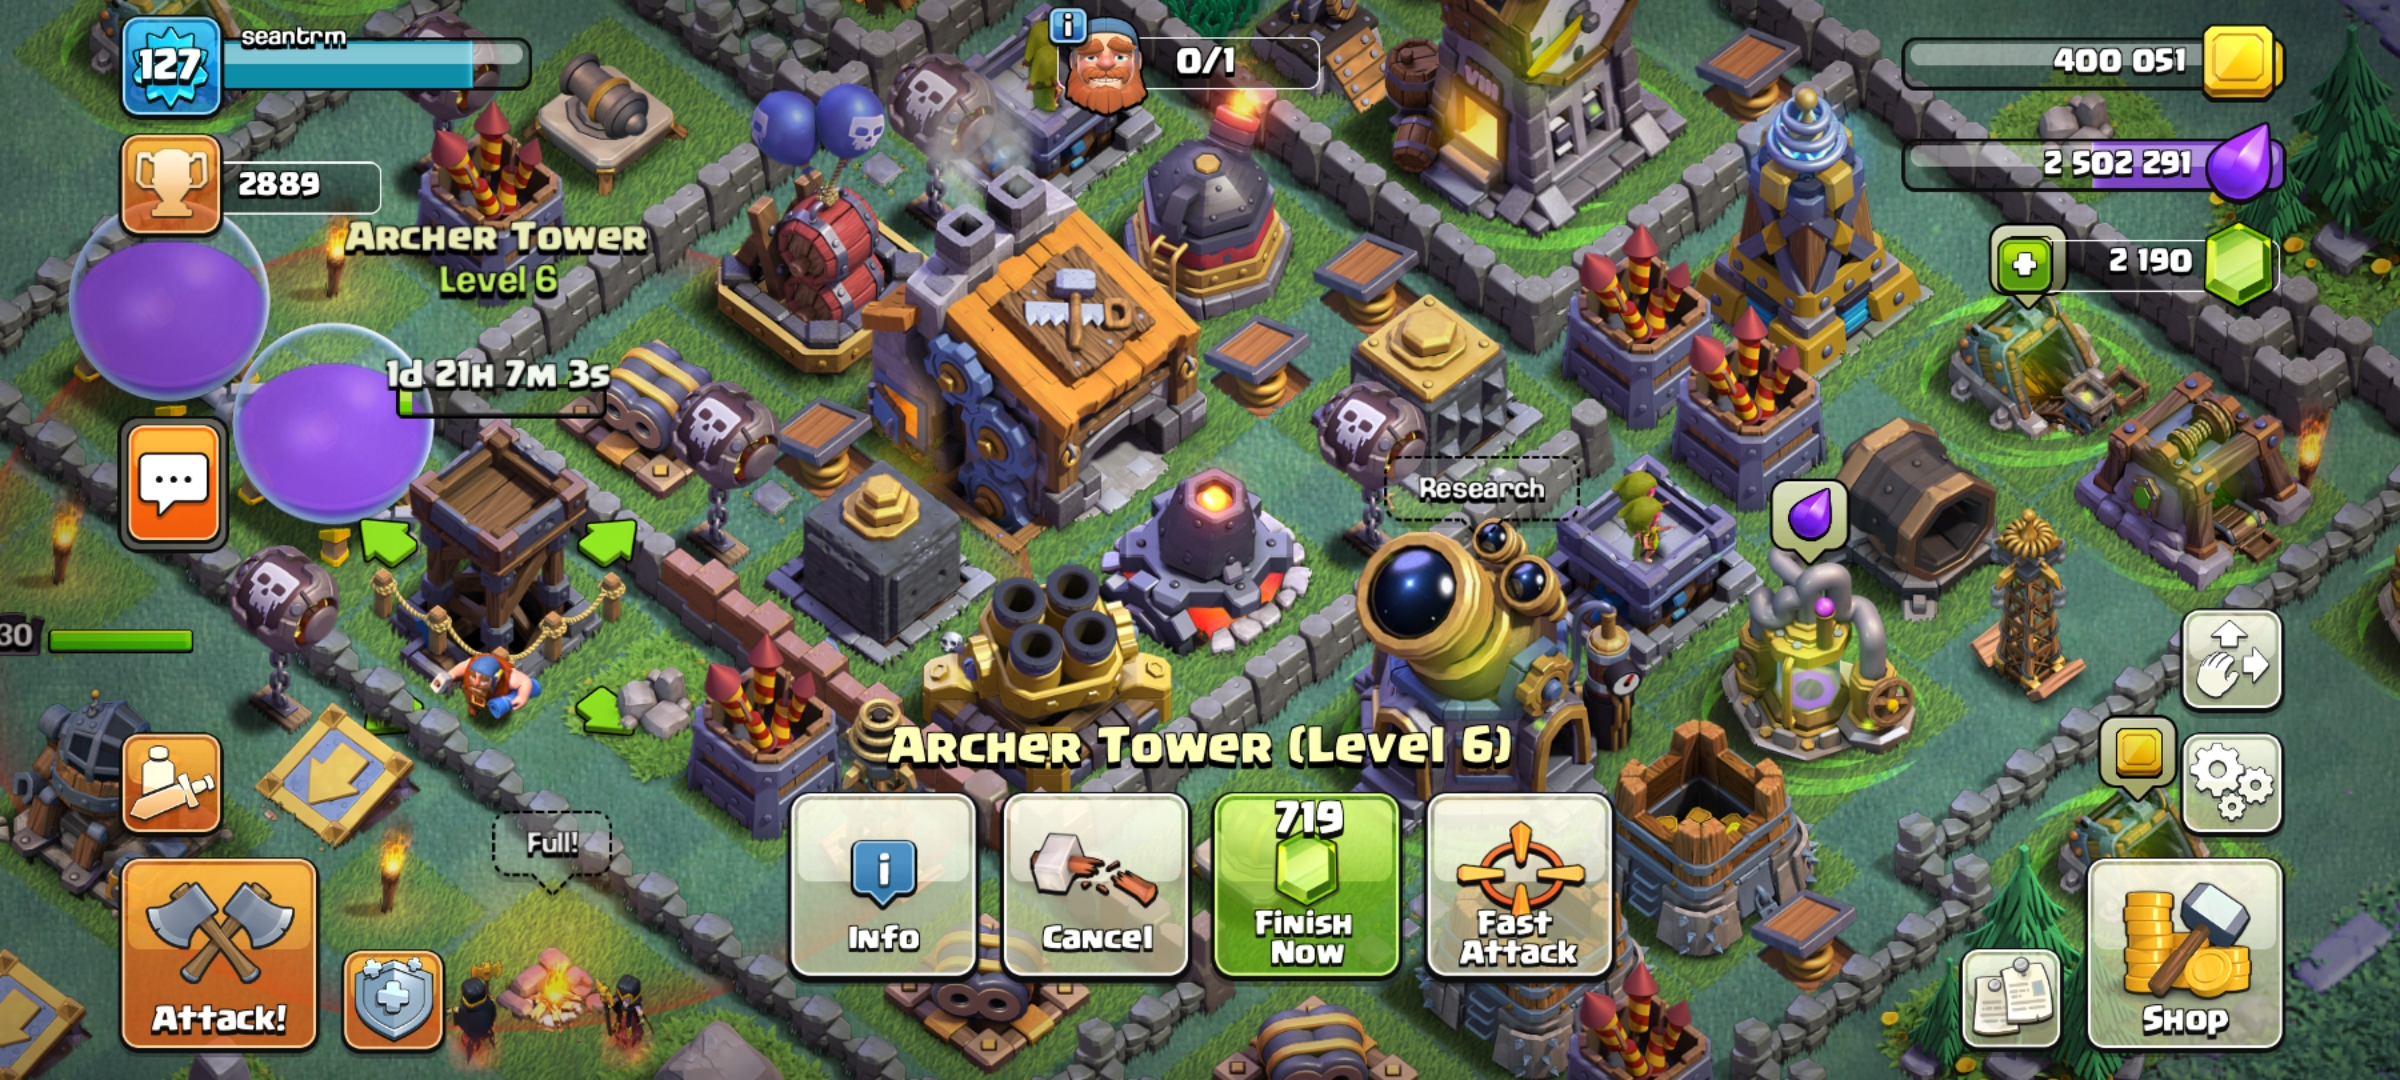 127
seantrm
0/1
400 051
2889
2 502 291
Archer Tower
Level 6
2 190
1d 21H 7M 3s
Research
30
Archer Tower (Level 6)
Full!
Info
Cancel
719
Finish
Now
Fast
Attack
Attack!
Shop